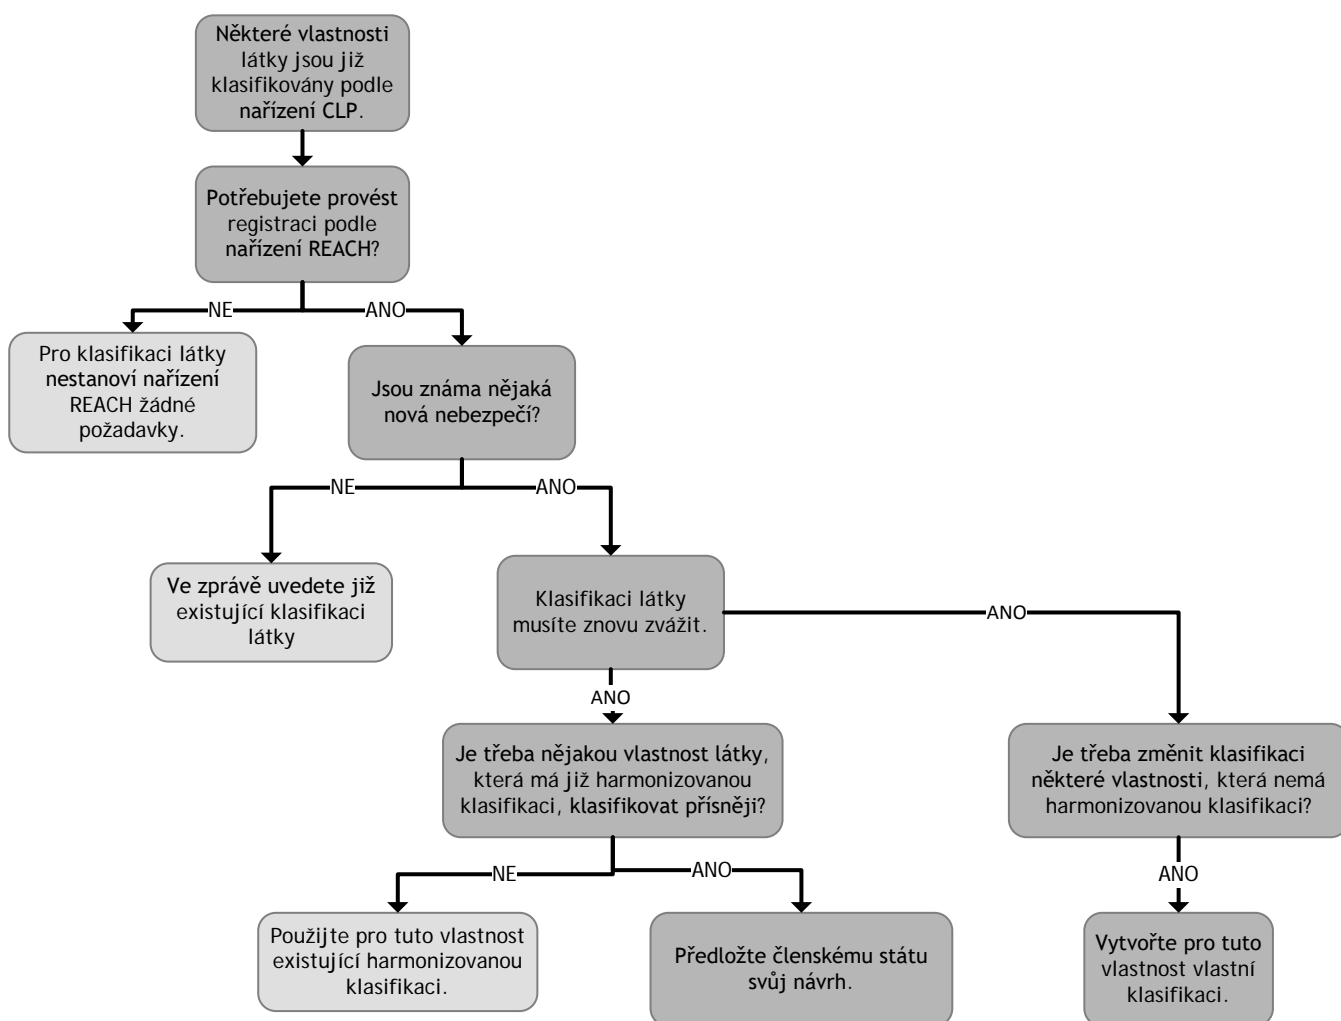 Některé vlastnosti
látky jsou již
klasifikovány podle
nařízení CLP.
Potřebujete provést
registraci podle
nařízení REACH?
NE
ANO
Pro klasifikaci látky
nestanoví nařízení
REACH žádné
požadavky.
Jsou známa nějaká
nová nebezpečí?
NE
ANO
Ve zprávě uvedete již
existující klasifikaci
látky
Klasifikaci látky
musíte znovu zvážit.
ANO
ANO
Je třeba nějakou vlastnost látky,
která má již harmonizovanou
klasifikaci, klasifikovat přísněji?
Je třeba změnit klasifikaci
některé vlastnosti, která nemá
harmonizovanou klasifikaci?
NE
ANO
ANO
Použijte pro tuto vlastnost
existující harmonizovanou
klasifikaci.
Předložte členskému státu
svůj návrh.
Vytvořte pro tuto
vlastnost vlastní
klasifikaci.